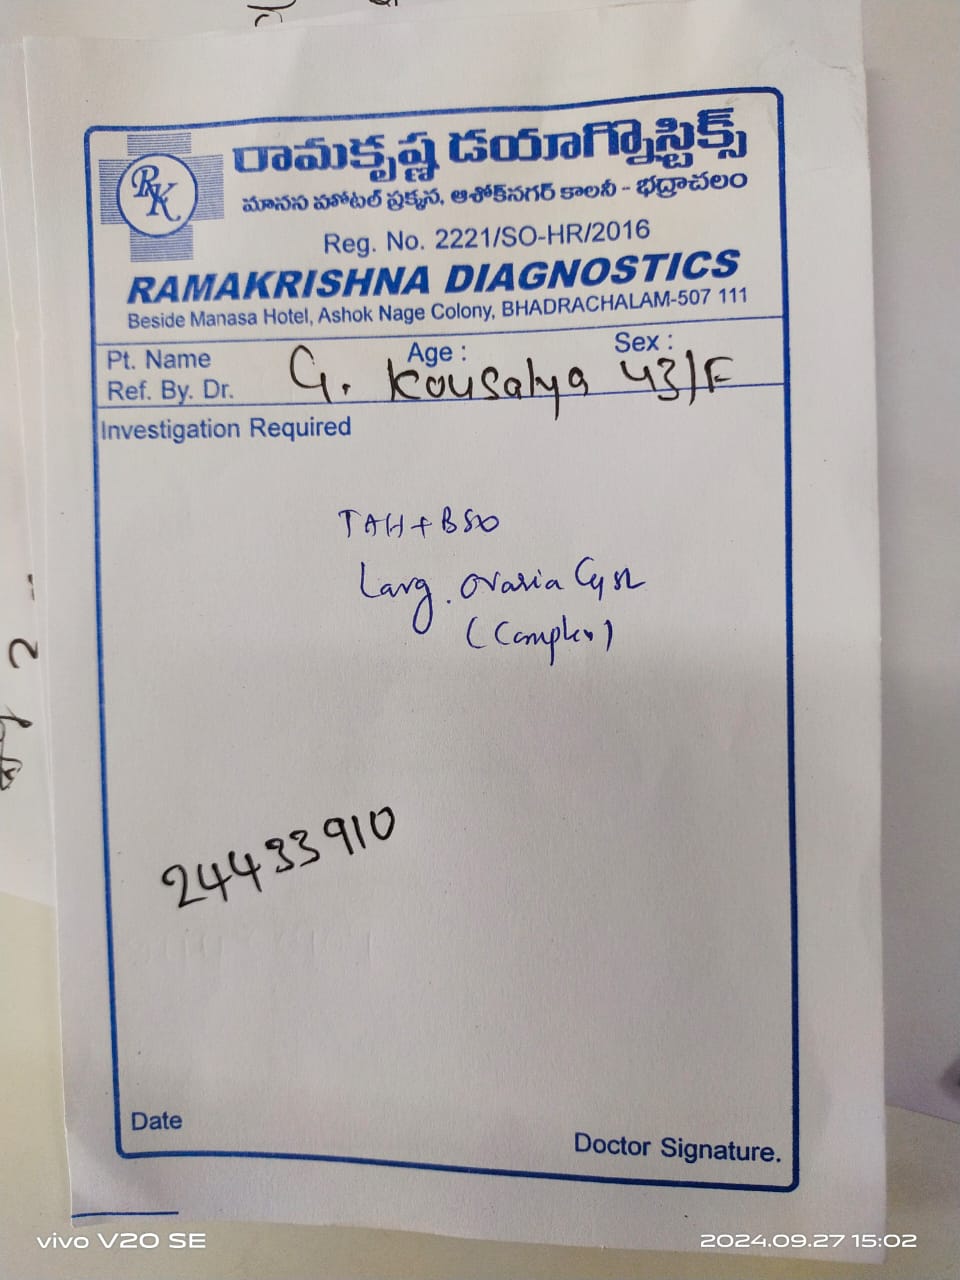 RK
రామకృష్ణ డయాగ్నొస్టిక్స్
మానస హోటల్ ప్రక్కన, ఆశోక్‌నగర్ కాలనీ - భద్రాచలం
Reg. No. 2221/SO-HR/2016
RAMAKRISHNA DIAGNOSTICS
Beside Manasa Hotel, Ashok Nage Colony, BHADRACHALAM-507 111
Pt. Name Age : Sex :
Ref. By. Dr. G. Kousalya 43/F
Investigation Required
TAH + BSO
Larg. Ovaria Cyst
(Complex)
24433910
Date
Doctor Signature.
vivo V20 SE 2024.09.27 15:02